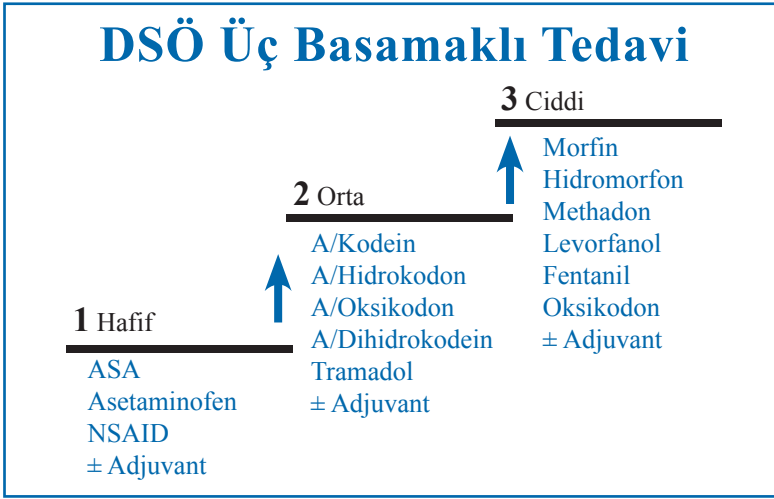 DSÖ Üç Basamaklı Tedavi
1 Hafif
ASA
Asetaminofen
NSAID
± Adjuvant
2 Orta
A/Kodein
A/Hidrokodon
A/Oksikodon
A/Dihidrokodein
Tramadol
± Adjuvant
3 Ciddi
Morfin
Hidromorfon
Methadon
Levorfanol
Fentanil
Oksikodon
± Adjuvant